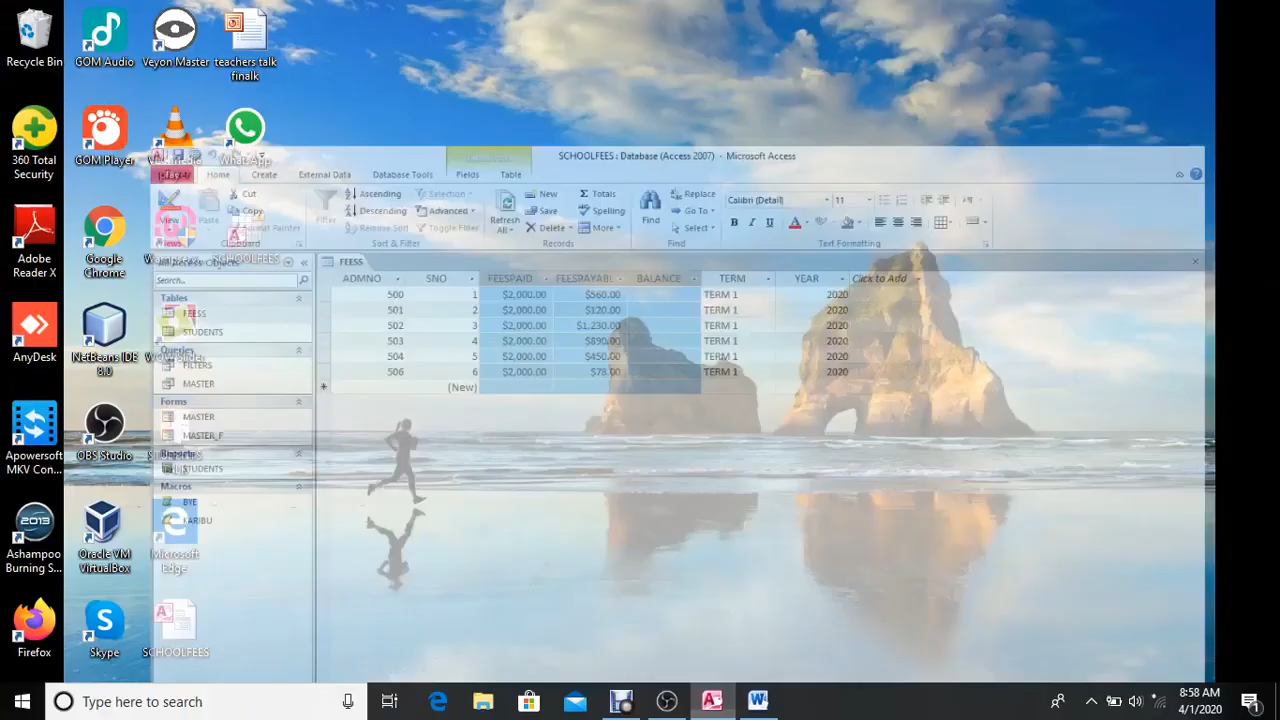 Recycle Bin
GOM Audio
Veyon Master
teachers talk
finalk
360 Total
Security
GOM Player
WhatsApp
Adobe
Reader X
Google
Chrome
SCHOOLFEES
AnyDesk
NetBeans IDE
8.0
Apowersoft
MKV Con...
OBS Studio
Ashampoo
Burning S...
Oracle VM
VirtualBox
Microsoft
Edge
Firefox
Skype
SCHOOLFEES
SCHOOLFEES : Database (Access 2007) - Microsoft Access
File Home Create External Data Database Tools Fields Table
View
Views
Paste
Cut
Copy
Format Painter
Clipboard
Filter
Ascending
Descending
Remove Sort
Selection
Advanced
Toggle Filter
Sort & Filter
Refresh
All
New
Save
Delete
Totals
Spelling
More
Records
Find
Replace
Go To
Select
Find
Calibri (Detail) 11
B I U A
Text Formatting
All Access Objects
Search...
Tables
FEESS
STUDENTS
Queries
FILTERS
MASTER
Forms
MASTER
MASTER_F
Reports
STUDENTS
Macros
BYE
KARIBU
FEESS
ADMNO SNO FEESPAID FEESPAYABL BALANCE TERM YEAR Click to Add
500 1 $2,000.00 $560.00 TERM 1 2020
501 2 $2,000.00 $120.00 TERM 1 2020
502 3 $2,000.00 $1,230.00 TERM 1 2020
503 4 $2,000.00 $890.00 TERM 1 2020
504 5 $2,000.00 $450.00 TERM 1 2020
506 6 $2,000.00 $78.00 TERM 1 2020
* (New)
Type here to search
8:58 AM
4/1/2020